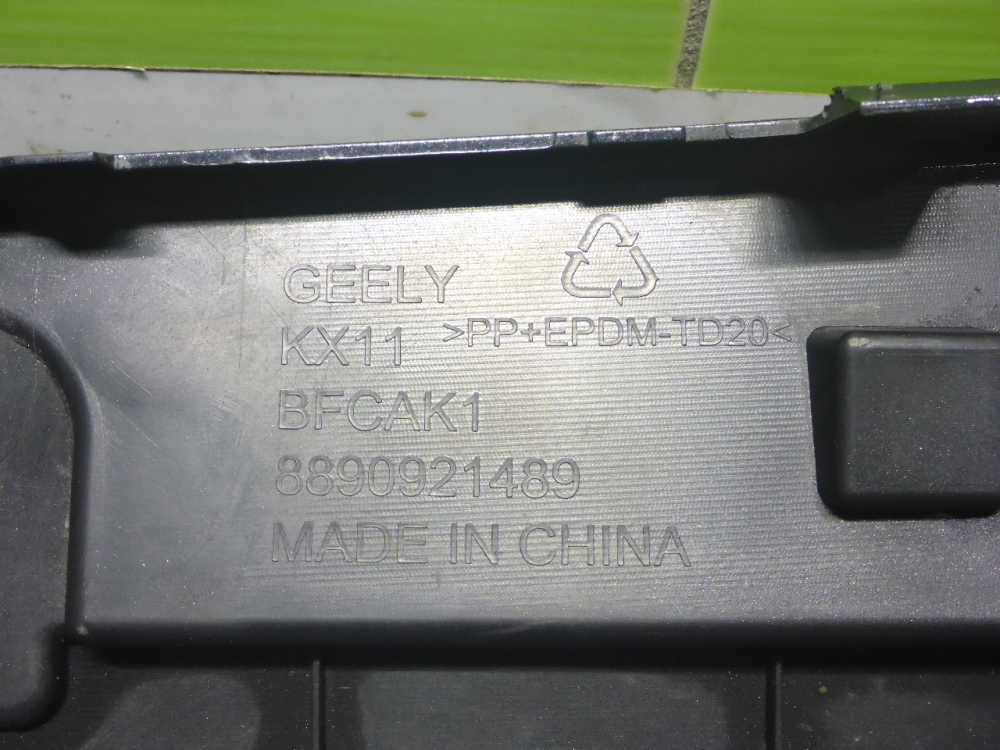 GEELY
KX11
>PP+EPDM-TD20<
BFCAK1
8890921489
MADE IN CHINA